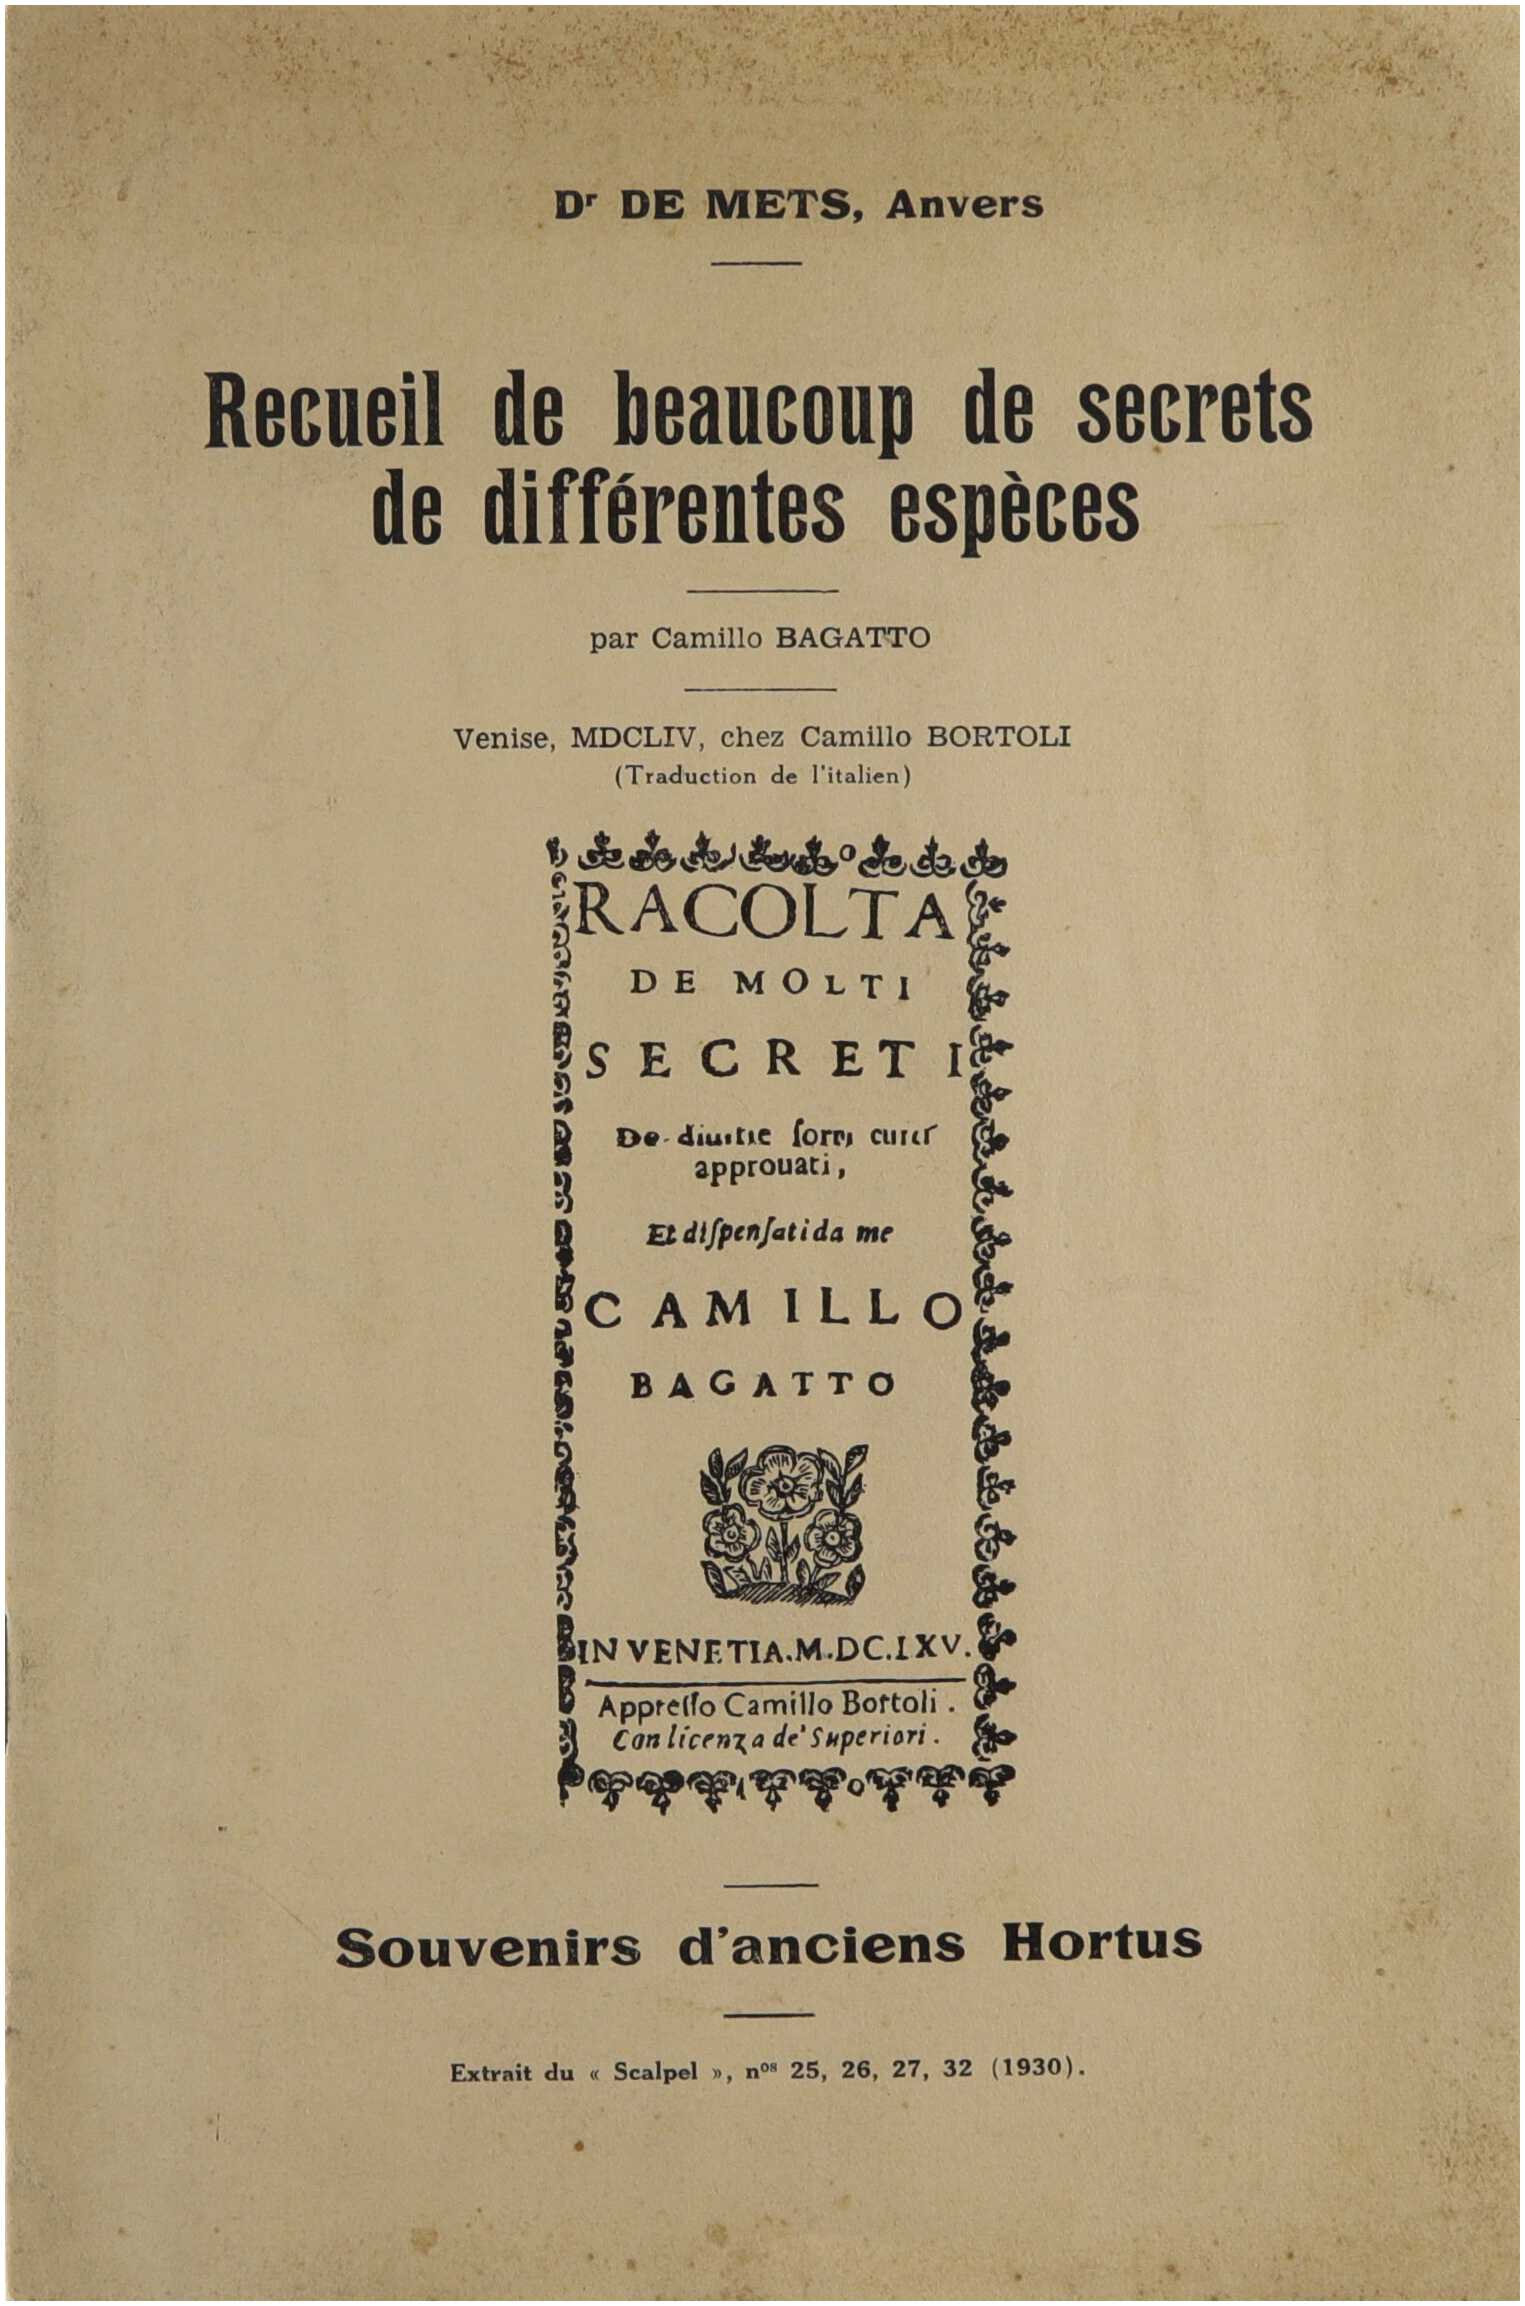 Dr DE METS, Anvers
Recueil de beaucoup de secrets
de différentes espèces
par Camillo BAGATTO
Venise, MDCLIV, chez Camillo BORTOLI
(Traduction de l'italien)
RACOLTA
DE MOLTI
SECRETI
De
approuati,
Et diſpenſati da me
CAMILLO
BAGATTO
IN VENETIA.M.DC.LXV.
Appreſſo Camillo Bortoli.
Con licenza de' Superiori.
Souvenirs d'anciens Hortus
Extrait du « Scalpel », nos 25, 26, 27, 32 (1930).